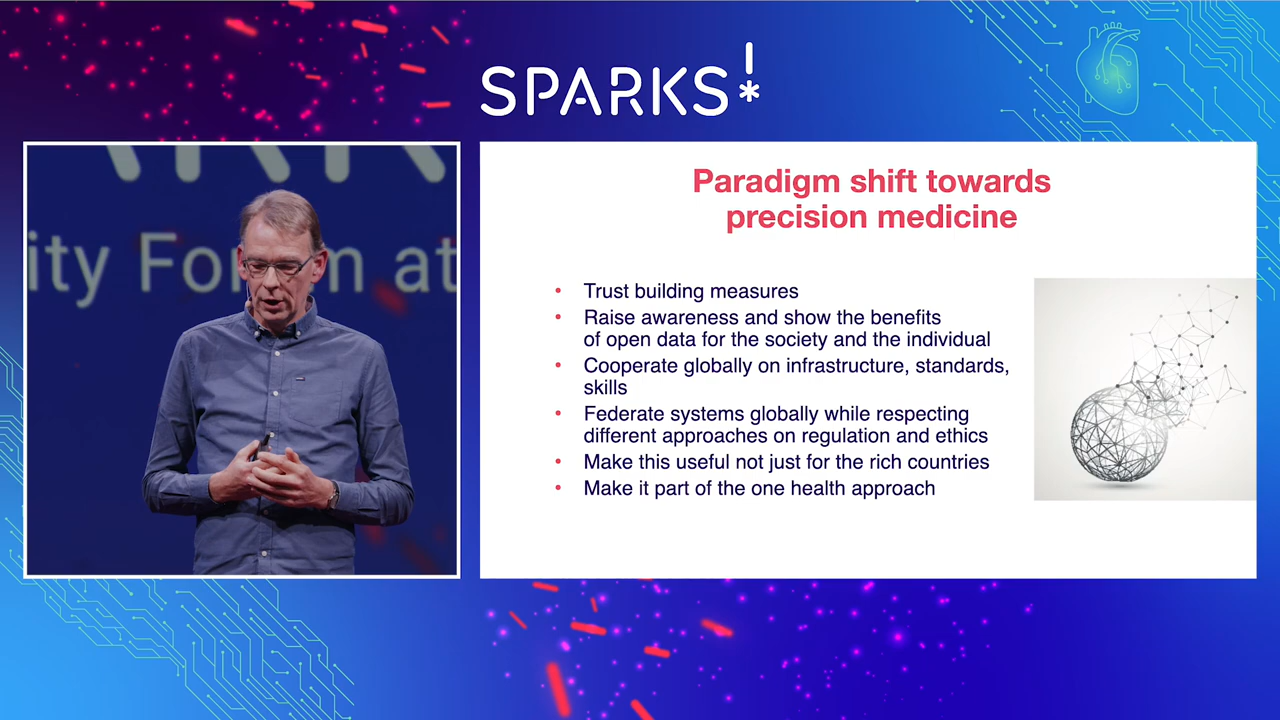 SPARKS!*
ity Forum at
Paradigm shift towards
precision medicine
• Trust building measures
• Raise awareness and show the benefits
of open data for the society and the individual
• Cooperate globally on infrastructure, standards,
skills
• Federate systems globally while respecting
different approaches on regulation and ethics
• Make this useful not just for the rich countries
• Make it part of the one health approach